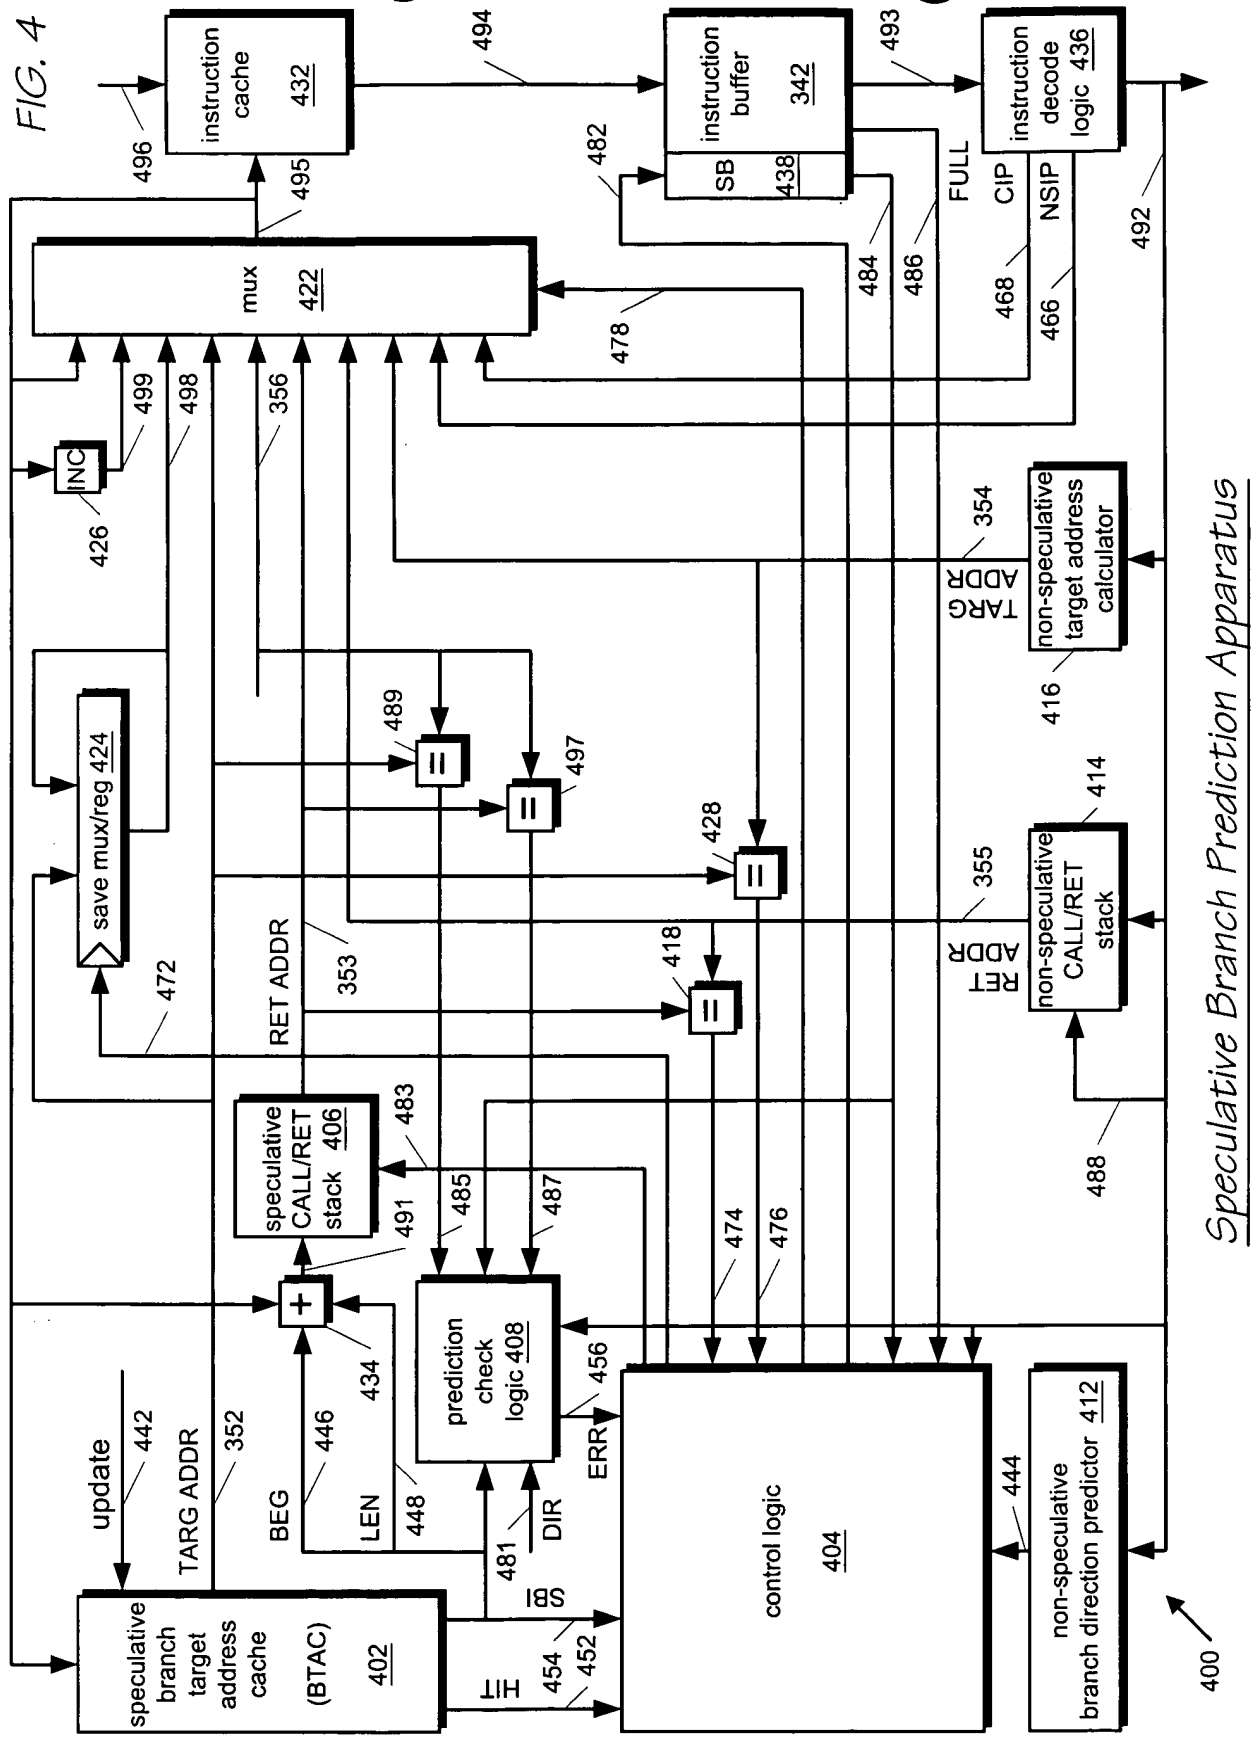 FIG. 4
496
instruction
cache
432
494
instruction
buffer
342
SB
438
493
instruction
decode
logic 436
482
495
484
486
FULL
CIP
NSIP
468
466
492
mux
422
478
INC
426
499
498
356
save mux/reg 424
472
489
497
428
418
354
TARG
ADDR
non-speculative
target address
calculator
416
414
355
RET
ADDR
non-speculative
CALL/RET
stack
488
RET ADDR
353
speculative
CALL/RET
stack 406
483
491
485
487
474
476
+
434
=
=
=
=
update
442
TARG ADDR
352
BEG
446
LEN
448
prediction
check
logic 408
456
ERR
481
DIR
SBI
454
452
HIT
speculative
branch
target
address
cache
(BTAC)
402
control logic
404
444
non-speculative
branch direction predictor 412
400
Speculative Branch Prediction Apparatus